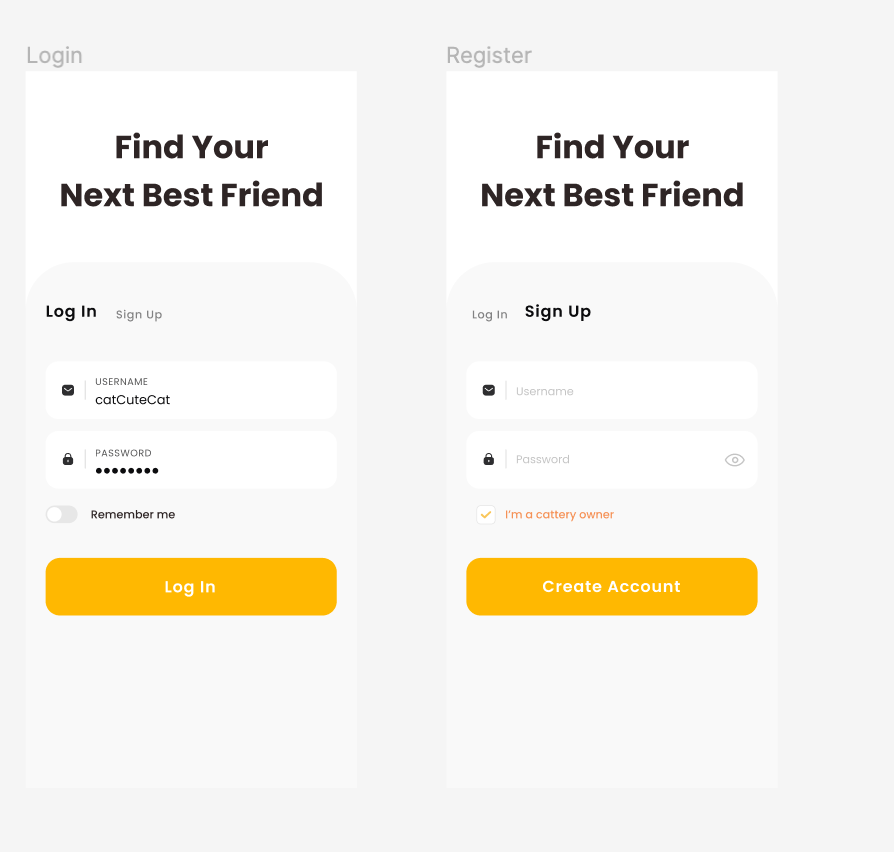 Login
Find Your
Next Best Friend
Log In Sign Up
USERNAME
catCuteCat
PASSWORD
●●●●●●●●
Remember me
Log In
Register
Find Your
Next Best Friend
Log In Sign Up
Username
Password
I'm a cattery owner
Create Account